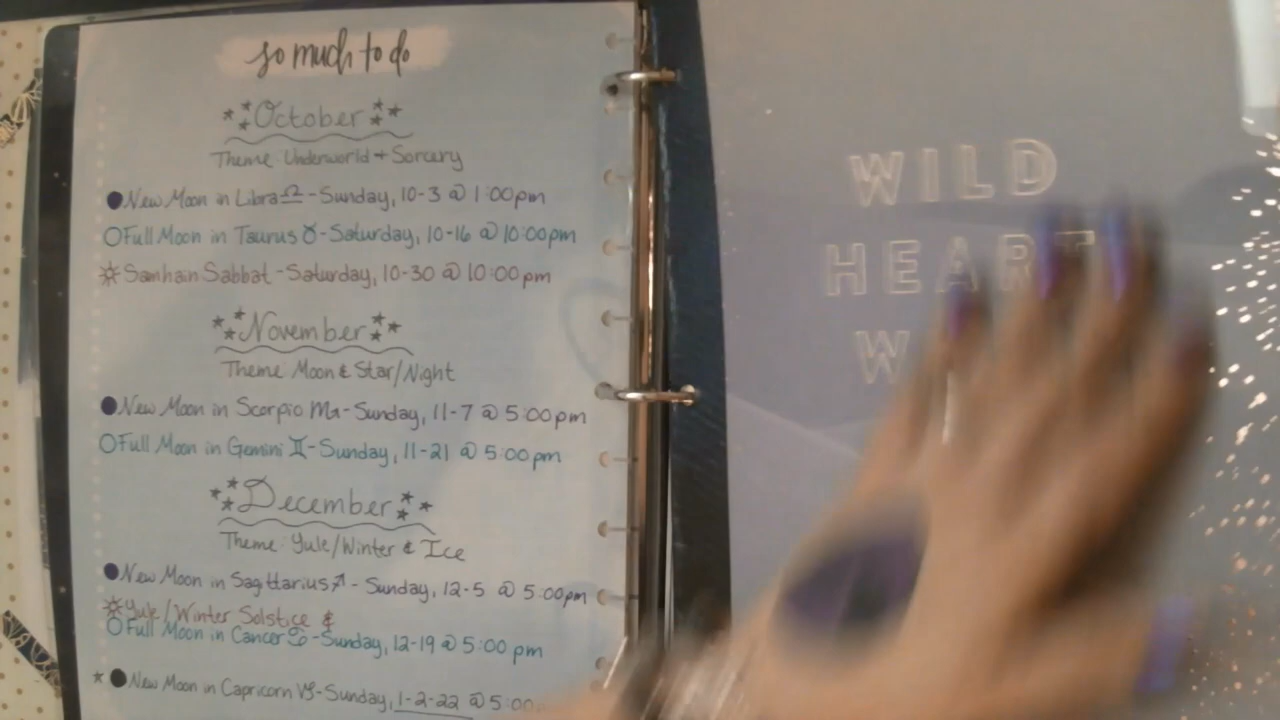 so much to do
October
Theme: Underworld + Sorcery
New Moon in Libra ♎ - Sunday, 10-3 @ 1:00pm
Full Moon in Taurus ♉ - Saturday, 10-16 @ 10:00pm
Samhain Sabbat - Saturday, 10-30 @ 10:00pm
November
Theme Moon & Star/Night
New Moon in Scorpio ♏ - Sunday, 11-7 @ 5:00pm
Full Moon in Gemini ♊ - Sunday, 11-21 @ 5:00pm
December
Theme: Yule/Winter & Ice
New Moon in Sagittarius ♐ - Sunday, 12-5 @ 5:00pm
Yule/Winter Solstice &
Full Moon in Cancer ♋ - Sunday, 12-19 @ 5:00 pm
New Moon in Capricorn ♑ - Sunday, 1-2-22 @ 5:00
WILD
HEART